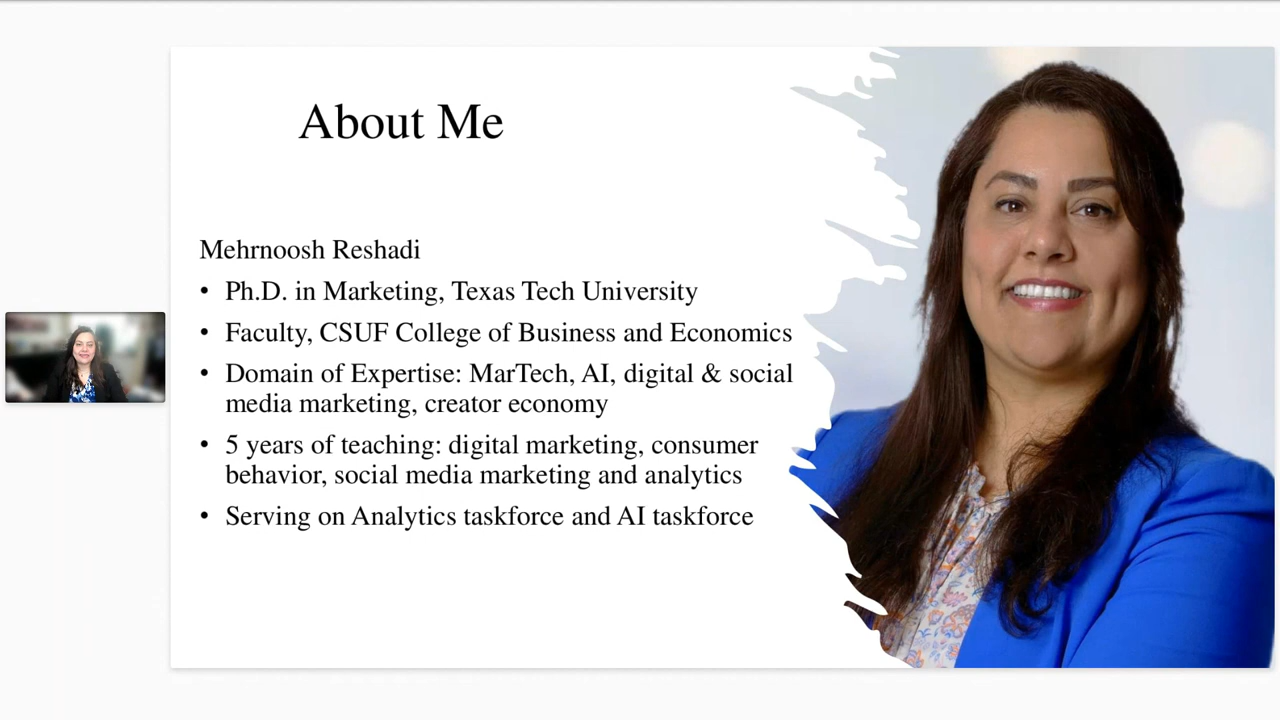 About Me
Mehrnoosh Reshadi
• Ph.D. in Marketing, Texas Tech University
• Faculty, CSUF College of Business and Economics
• Domain of Expertise: MarTech, AI, digital & social
media marketing, creator economy
• 5 years of teaching: digital marketing, consumer
behavior, social media marketing and analytics
• Serving on Analytics taskforce and AI taskforce